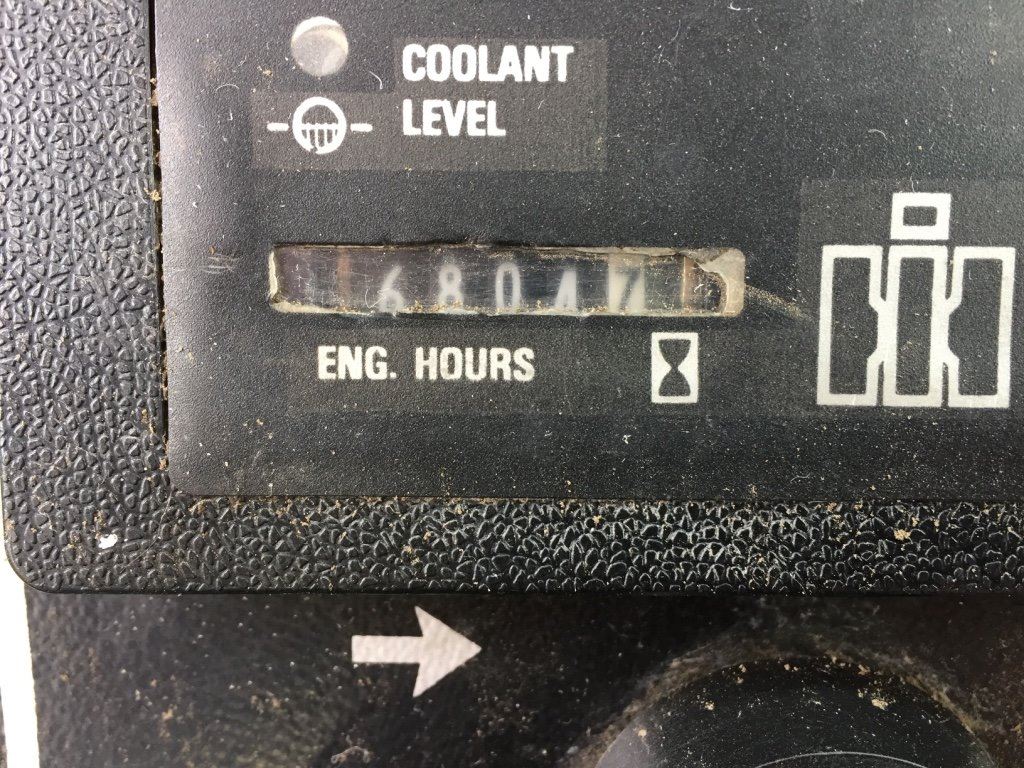 COOLANT
LEVEL
68047
ENG. HOURS